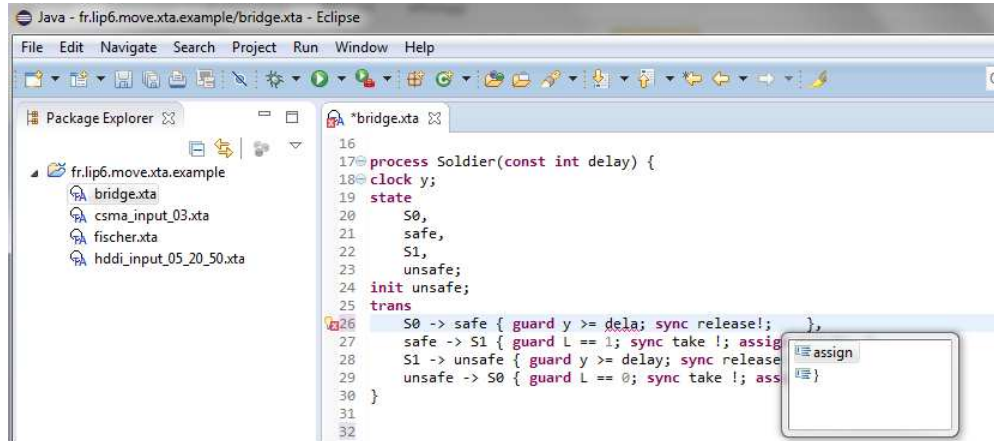 Java - fr.lip6.move.xta.example/bridge.xta - Eclipse
File Edit Navigate Search Project Run Window Help
Package Explorer
fr.lip6.move.xta.example
bridge.xta
csma_input_03.xta
fischer.xta
hddi_input_05_20_50.xta
*bridge.xta
16
17 process Soldier(const int delay) {
18 clock y;
19 state
20 S0,
21 safe,
22 S1,
23 unsafe;
24 init unsafe;
25 trans
26 S0 -> safe { guard y >= dela; sync release!; },
27 safe -> S1 { guard L == 1; sync take !; assig
28 S1 -> unsafe { guard y >= delay; sync release
29 unsafe -> S0 { guard L == 0; sync take !; ass
30 }
31
32
assign
}